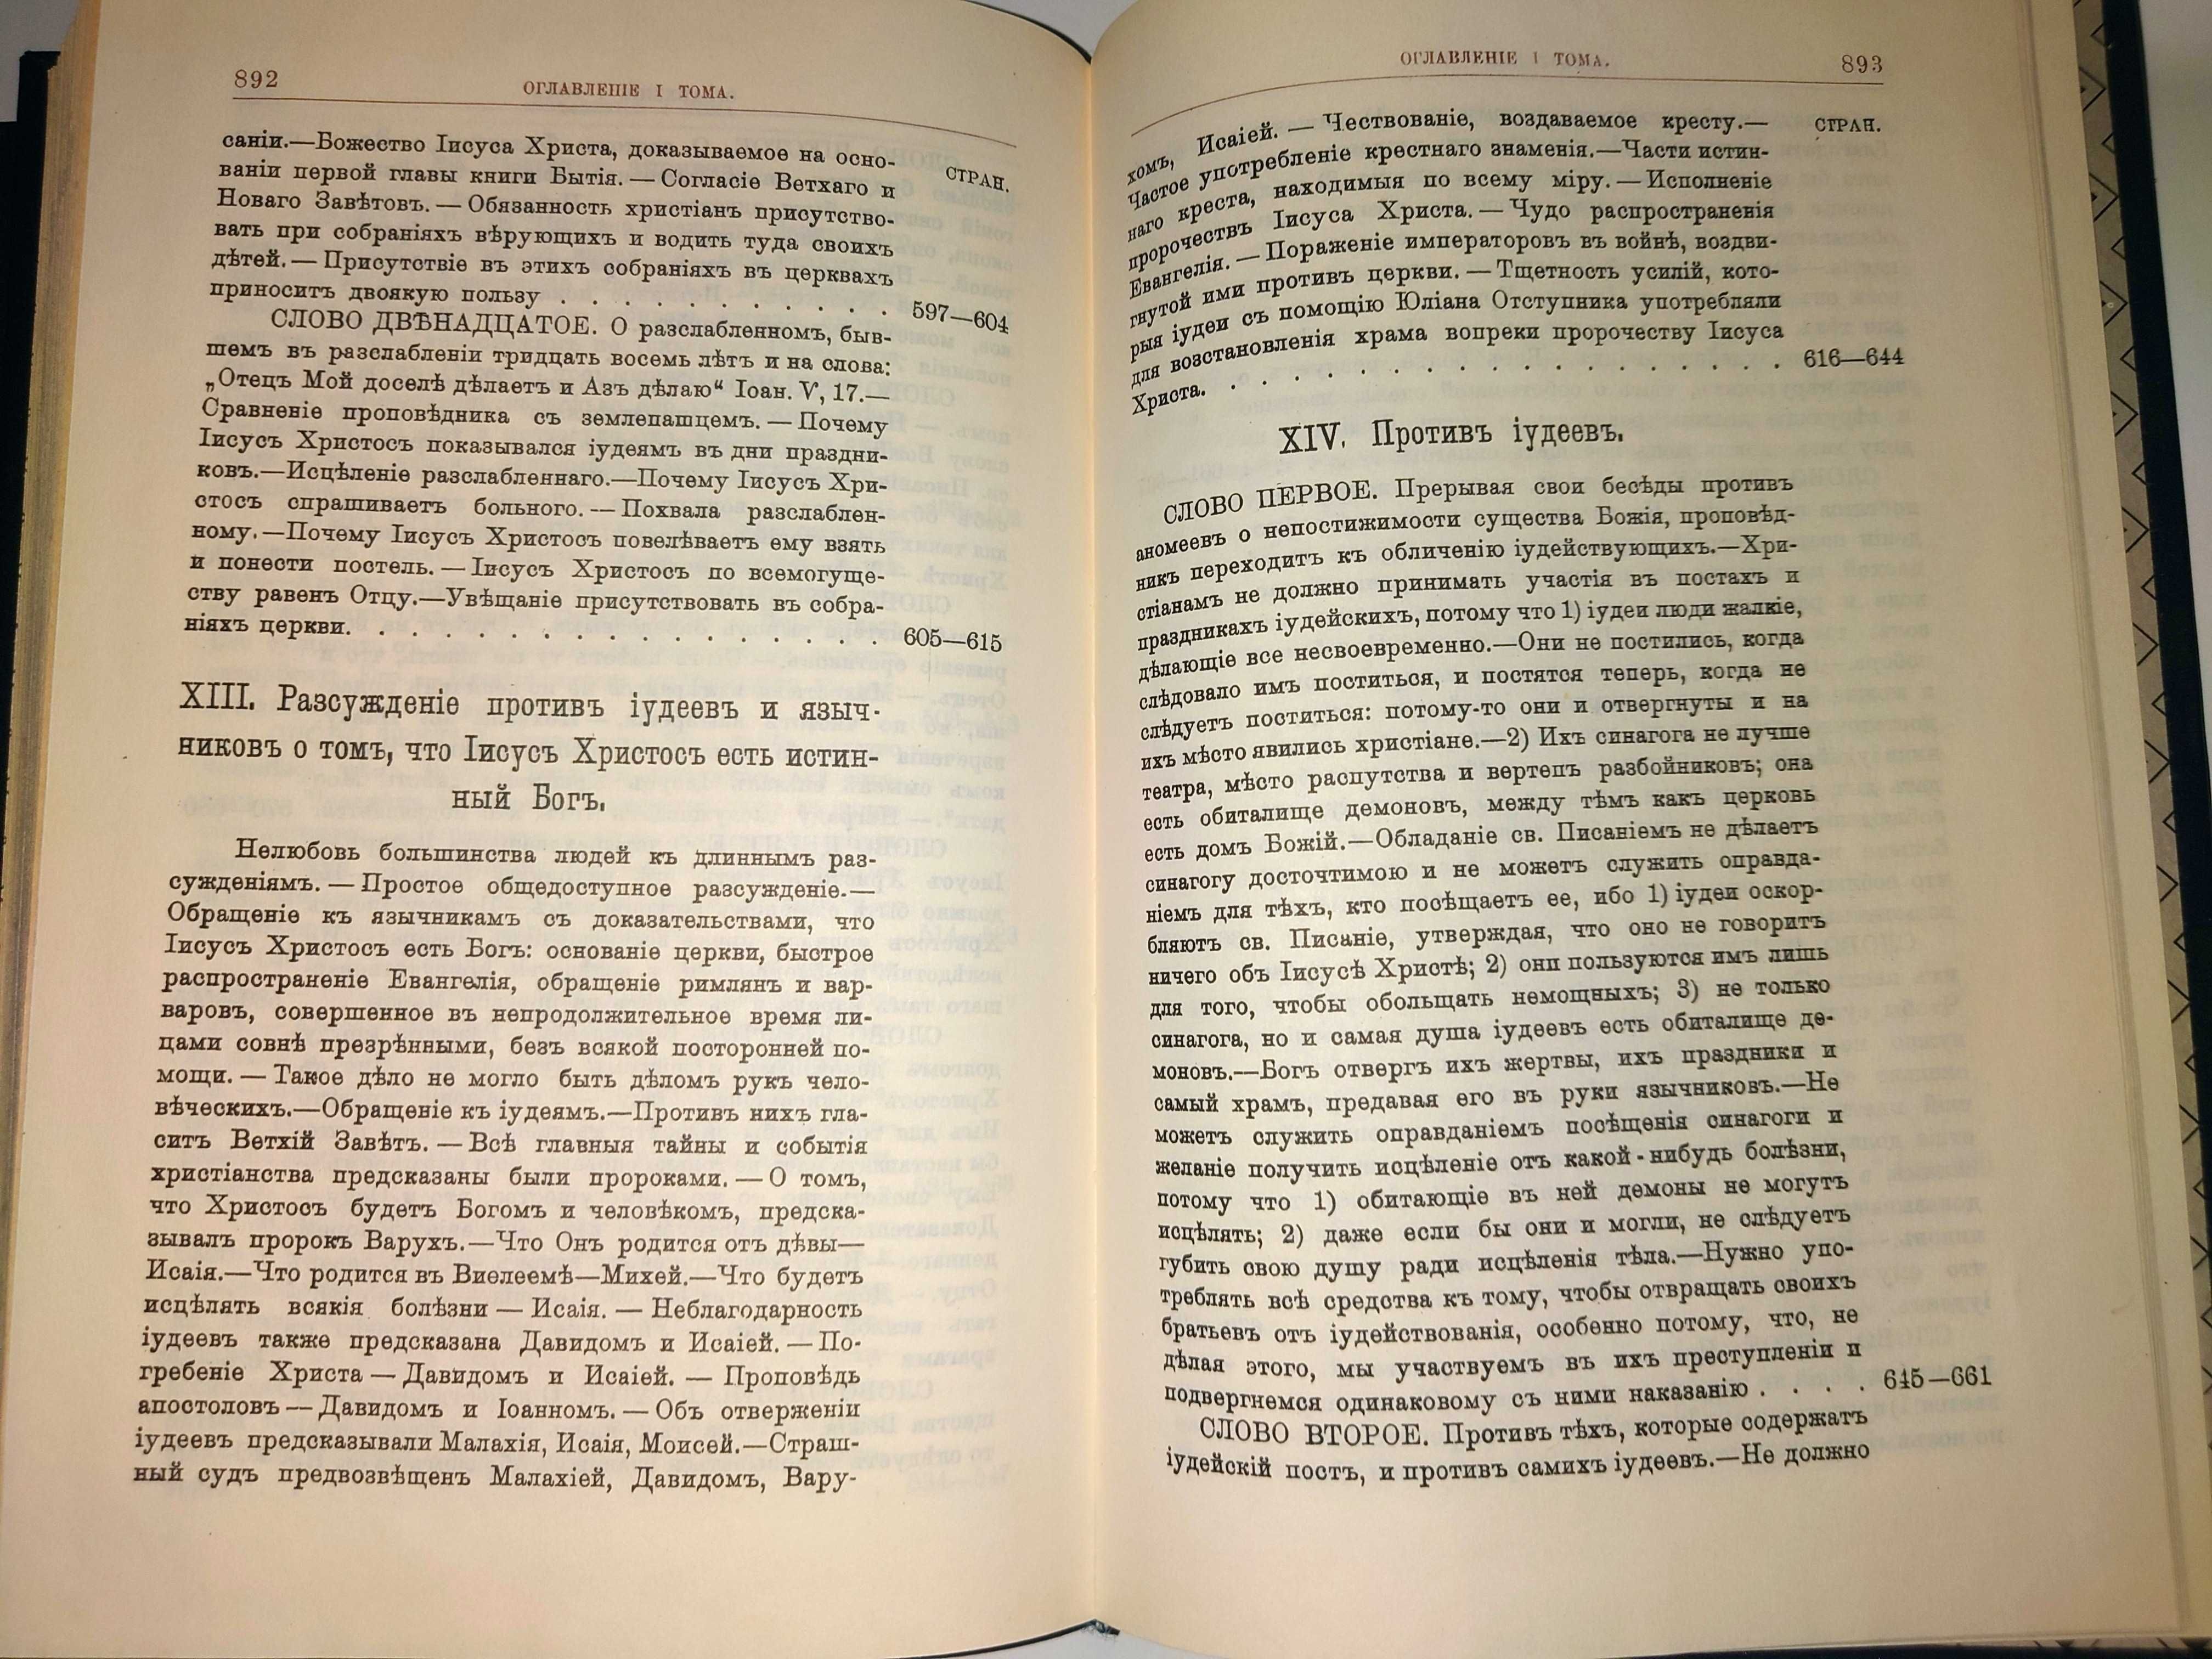 892
ОГЛАВЛЕНІЕ I ТОМА.
СТРАН.
саніи.—Божество Іисуса Христа, доказываемое на осно-
ваніи первой главы книги Бытія. — Согласіе Ветхаго и
Новаго Завѣтовъ. — Обязанность христіанъ присутство-
вать при собраніяхъ вѣрующихъ и водить туда своихъ
дѣтей. — Присутствіе въ этихъ собраніяхъ въ церквахъ
приноситъ двоякую пользу . . . . . . . . . . . 597—604
СЛОВО ДВѢНАДЦАТОЕ. О разслабленномъ, быв-
шемъ въ разслабленіи тридцать восемь лѣтъ и на слова:
„Отецъ Мой доселѣ дѣлаетъ и Азъ дѣлаю“ Іоан. V, 17.—
Сравненіе проповѣдника съ землепашцемъ. — Почему
Іисусъ Христосъ показывался іудеямъ въ дни праздни-
ковъ.—Исцѣленіе разслабленнаго.—Почему Іисусъ Хри-
стосъ спрашиваетъ больного. — Похвала разслаблен-
ному.—Почему Іисусъ Христосъ повелѣваетъ ему взять
и понести постель. — Іисусъ Христосъ по всемогуще-
ству равенъ Отцу.—Увѣщаніе присутствовать въ собра-
ніяхъ церкви. . . . . . . . . . . . . . . . . . 605—615
XIII. Разсужденіе противъ іудеевъ и языч-
никовъ о томъ, что Іисусъ Христосъ есть истин-
ный Богъ.
Нелюбовь большинства людей къ длиннымъ раз-
сужденіямъ. — Простое общедоступное разсужденіе.—
Обращеніе къ язычникамъ съ доказательствами, что
Іисусъ Христосъ есть Богъ: основаніе церкви, быстрое
распространеніе Евангелія, обращеніе римлянъ и вар-
варовъ, совершенное въ непродолжительное время ли-
цами совнѣ презрѣнными, безъ всякой посторонней по-
мощи. — Такое дѣло не могло быть дѣломъ рукъ чело-
вѣческихъ.—Обращеніе къ іудеямъ.—Противъ нихъ гла-
ситъ Ветхій Завѣтъ. — Всѣ главныя тайны и событія
христіанства предсказаны были пророками. — О томъ,
что Христосъ будетъ Богомъ и человѣкомъ, предска-
зывалъ пророкъ Варухъ.—Что Онъ родится отъ дѣвы—
Исаія.—Что родится въ Виѳлеемѣ—Михей.—Что будетъ
исцѣлять всякія болѣзни — Исаія. — Неблагодарность
іудеевъ также предсказана Давидомъ и Исаіей. — По-
гребеніе Христа — Давидомъ и Исаіей. — Проповѣдь
апостоловъ — Давидомъ и Іоанномъ. — Объ отверженіи
іудеевъ предсказывали Малахія, Исаія, Моисей.—Страш-
ный судъ предвозвѣщенъ Малахіей, Давидомъ, Вару-
ОГЛАВЛЕНІЕ I ТОМА.
893
СТРАН.
хомъ, Исаіей. — Чествованіе, воздаваемое кресту.—
Частое употребленіе крестнаго знаменія.—Части истин-
наго креста, находимыя по всему міру. — Исполненіе
пророчествъ Іисуса Христа. — Чудо распространенія
Евангелія. — Пораженіе императоровъ въ войнѣ, воздви-
гнутой ими противъ церкви. — Тщетность усилій, кото-
рыя іудеи съ помощію Юліана Отступника употребляли
для возстановленія храма вопреки пророчеству Іисуса
Христа. . . . . . . . . . . . . . . . . . . 616—644
XIV. Противъ іудеевъ.
СЛОВО ПЕРВОЕ. Прерывая свои бесѣды противъ
аномеевъ о непостижимости существа Божія, проповѣд-
никъ переходитъ къ обличенію іудействующихъ.—Хри-
стіанамъ не должно принимать участія въ постахъ и
праздникахъ іудейскихъ, потому что 1) іудеи люди жалкіе,
дѣлающіе все несвоевременно.—Они не постились, когда
слѣдовало имъ поститься, и постятся теперь, когда не
слѣдуетъ поститься: потому-то они и отвергнуты и на
ихъ мѣсто явились христіане.—2) Ихъ синагога не лучше
театра, мѣсто распутства и вертепъ разбойниковъ; она
есть обиталище демоновъ, между тѣмъ какъ церковь
есть домъ Божій.—Обладаніе св. Писаніемъ не дѣлаетъ
синагогу досточтимою и не можетъ служить оправда-
ніемъ для тѣхъ, кто посѣщаетъ ее, ибо 1) іудеи оскор-
бляютъ св. Писаніе, утверждая, что оно не говоритъ
ничего объ Іисусѣ Христѣ; 2) они пользуются имъ лишь
для того, чтобы обольщать немощныхъ; 3) не только
синагога, но и самая душа іудеевъ есть обиталище де-
моновъ.—Богъ отвергъ ихъ жертвы, ихъ праздники и
самый храмъ, предавая его въ руки язычниковъ.—Не
можетъ служить оправданіемъ посѣщенія синагоги и
желаніе получить исцѣленіе отъ какой-нибудь болѣзни,
потому что 1) обитающіе въ ней демоны не могутъ
исцѣлять; 2) даже если бы они и могли, не слѣдуетъ
губить свою душу ради исцѣленія тѣла.—Нужно упо-
треблять всѣ средства къ тому, чтобы отвращать своихъ
братьевъ отъ іудействованія, особенно потому, что, не
дѣлая этого, мы участвуемъ въ ихъ преступленіи и
подвергнемся одинаковому съ ними наказанію . . . . 645—661
СЛОВО ВТОРОЕ. Противъ тѣхъ, которые содержатъ
іудейскій постъ, и противъ самихъ іудеевъ.—Не должно